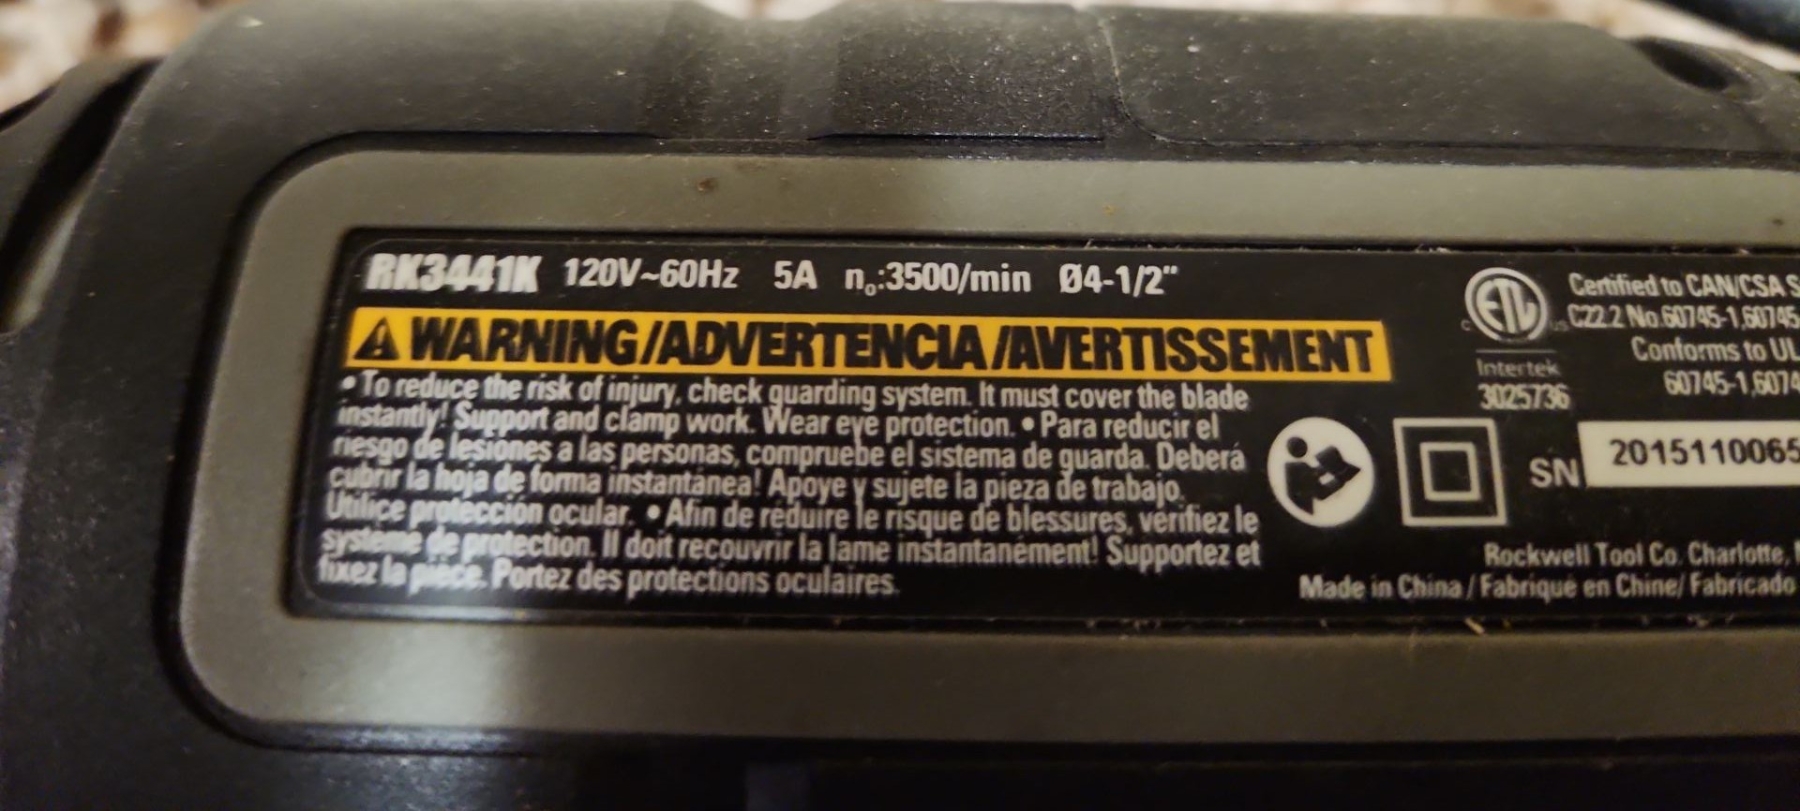 RK3441K 120V~60Hz 5A n₀:3500/min Ø4-1/2"
WARNING/ADVERTENCIA/AVERTISSEMENT
• To reduce the risk of injury, check guarding system. It must cover the blade
instantly! Support and clamp work. Wear eye protection. • Para reducir el
riesgo de lesiones a las personas, compruebe el sistema de guarda. Deberá
cubrir la hoja de forma instantánea! Apoye y sujete la pieza de trabajo.
Utilice protección ocular. • Afin de réduire le risque de blessures, vérifiez le
système de protection. Il doit recouvrir la lame instantanément! Supportez et
fixez la pièce. Portez des protections oculaires.
C ETL US
Intertek
3025736
Certified to CAN/CSA
C22.2 No.60745-1,60745-
Conforms to UL
60745-1,6074
SN 2015110065
Rockwell Tool Co. Charlotte,
Made in China / Fabriqué en Chine/ Fabricado